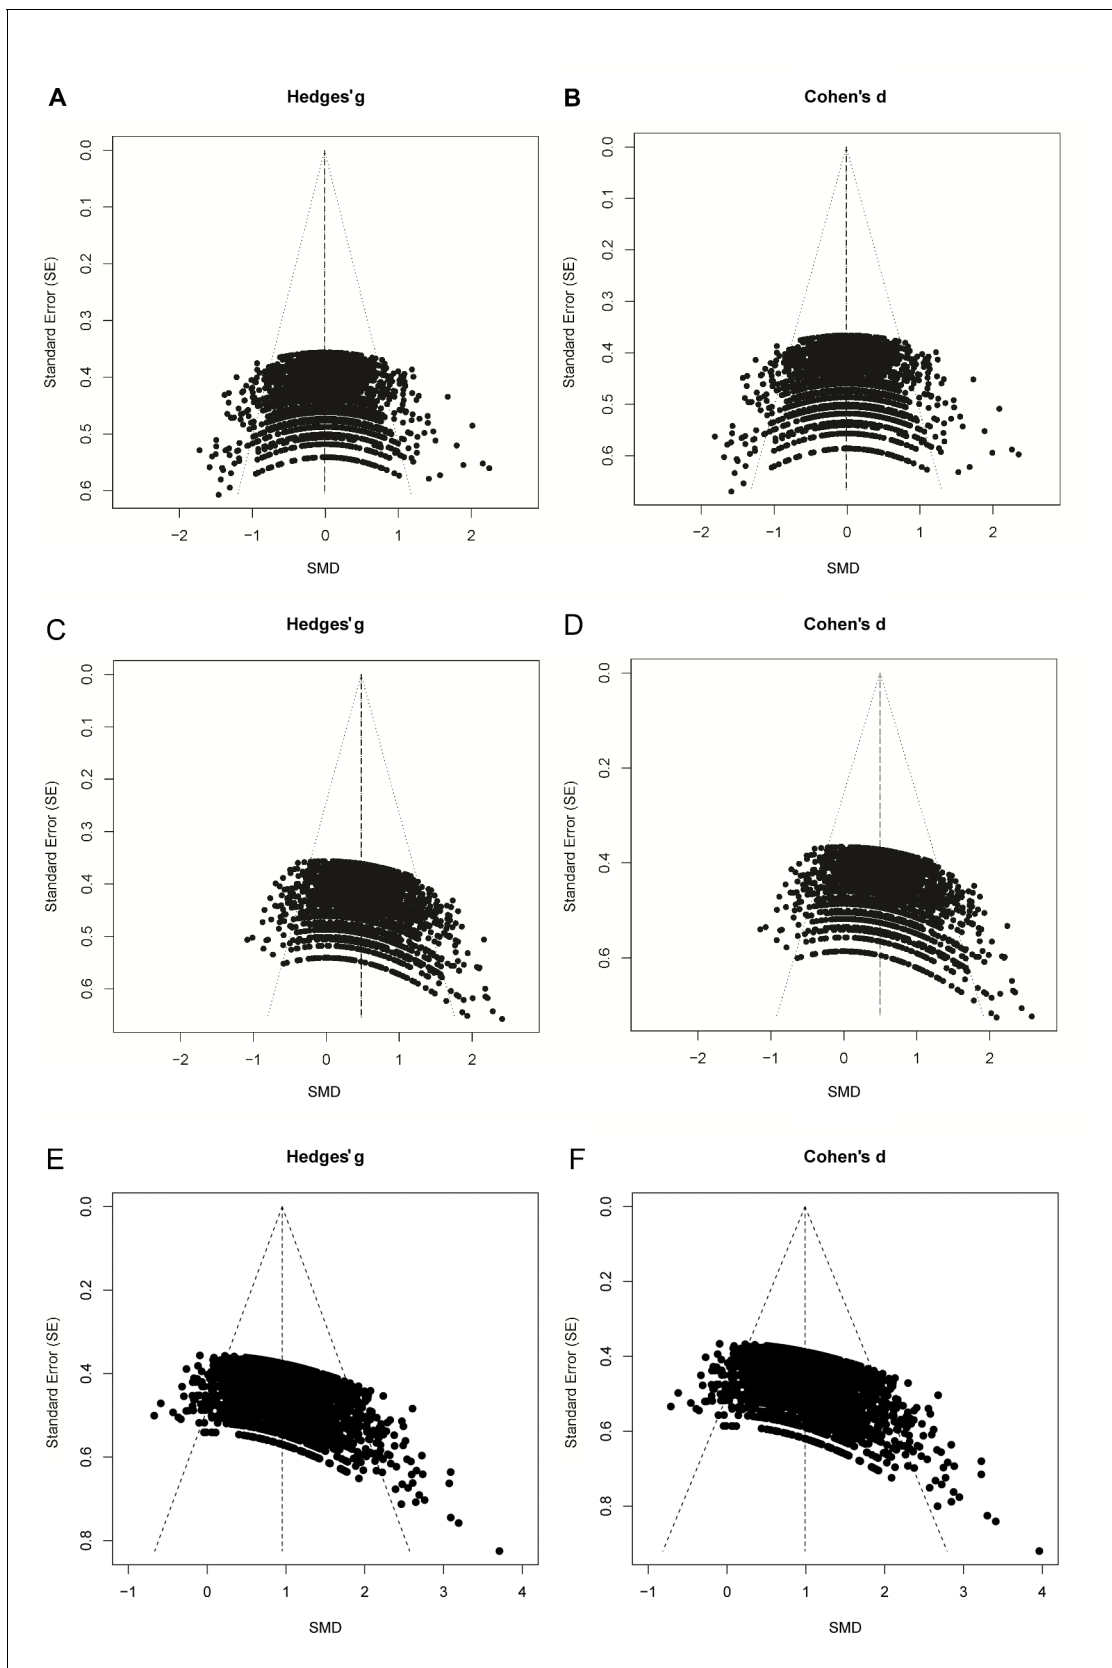 A Hedges' g
0.0 0.1 0.2 0.3 0.4 0.5 0.6
Standard Error (SE)
−2 −1 0 1 2
SMD
B Cohen's d
0.0 0.1 0.2 0.3 0.4 0.5 0.6
Standard Error (SE)
−2 −1 0 1 2
SMD
C Hedges' g
0.0 0.1 0.2 0.3 0.4 0.5 0.6
Standard Error (SE)
−2 −1 0 1 2
SMD
D Cohen's d
0.0 0.2 0.4 0.6
Standard Error (SE)
−2 −1 0 1 2
SMD
E Hedges' g
0.0 0.2 0.4 0.6 0.8
Standard Error (SE)
−1 0 1 2 3 4
SMD
F Cohen's d
0.0 0.2 0.4 0.6 0.8
Standard Error (SE)
−1 0 1 2 3 4
SMD